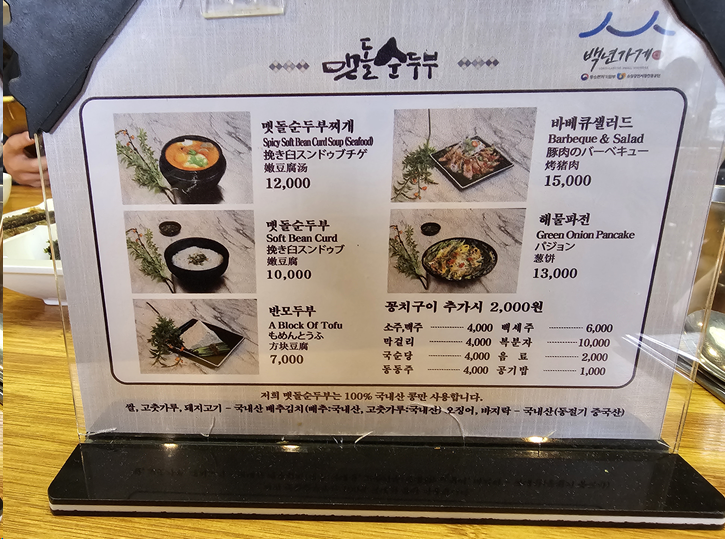 맷돌순두부
백년가게
맷돌순두부찌개
Spicy Soft Bean Curd Soup (Seafood)
挽き臼スンドゥブチゲ
嫩豆腐汤
12,000
바베큐샐러드
Barbeque & Salad
豚肉のバーベキュー
烤猪肉
15,000
맷돌순두부
Soft Bean Curd
挽き臼スンドゥブ
嫩豆腐
10,000
해물파전
Green Onion Pancake
パジョン
葱饼
13,000
반모두부
A Block Of Tofu
もめんとうふ
方块豆腐
7,000
꽁치구이 추가시 2,000원
소주,맥주 4,000 백세주 6,000
막걸리 4,000 복분자 10,000
국순당 4,000 음 료 2,000
동동주 4,000 공기밥 1,000
저희 맷돌순두부는 100% 국내산 콩만 사용합니다.
쌀, 고춧가루, 돼지고기 - 국내산 배추김치(배추:국내산, 고춧가루:국내산) 오징어, 바지락 - 국내산(동절기 중국산)